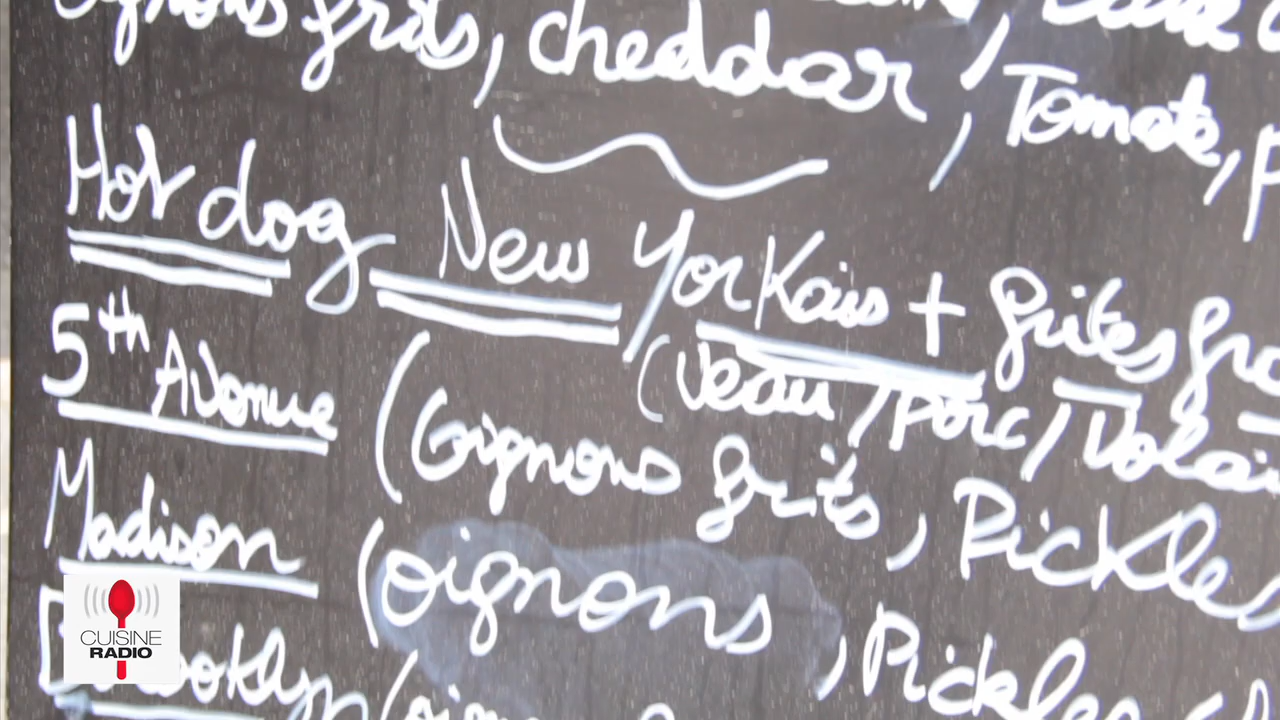 oignons frits, cheddar,
Tomate,
Hot dog New Yorkais + frites
(Veau/Porc/
5th Avenue (Oignons frits, Pickles
Madison (oignons, Pickles
Brooklyn (
CUISINE
RADIO